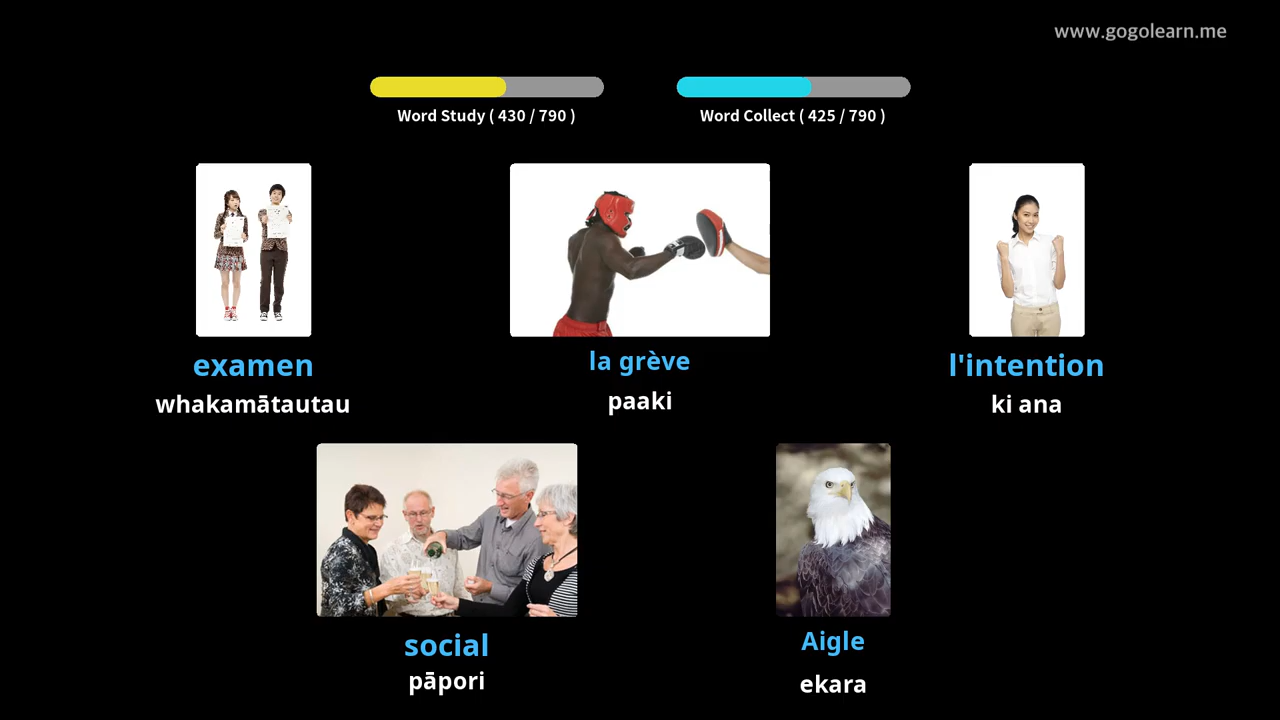 www.gogolearn.me
Word Study ( 430 / 790 )
Word Collect ( 425 / 790 )
examen
whakamātautau
la grève
paaki
l'intention
ki ana
social
pāpori
Aigle
ekara